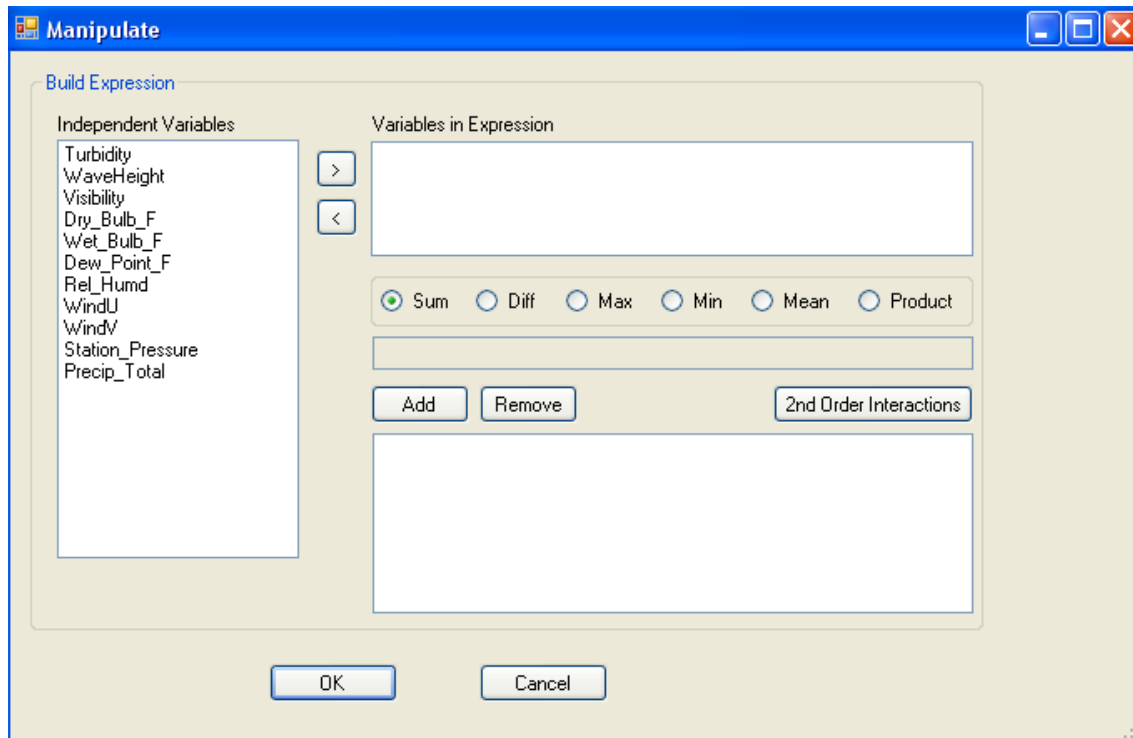 Manipulate
Build Expression
Independent Variables
Turbidity
WaveHeight
Visibility
Dry_Bulb_F
Wet_Bulb_F
Dew_Point_F
Rel_Humd
WindU
WindV
Station_Pressure
Precip_Total
>
<
Variables in Expression
Sum Diff Max Min Mean Product
Add Remove 2nd Order Interactions
OK Cancel